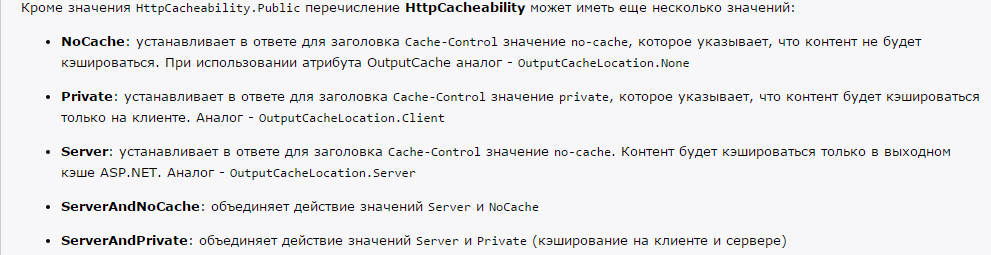 Кроме значения HttpCacheability.Public перечисление HttpCacheability может иметь еще несколько значений:
• NoCache: устанавливает в ответе для заголовка Cache-Control значение no-cache, которое указывает, что контент не будет
кэшироваться. При использовании атрибута OutputCache аналог - OutputCacheLocation.None
• Private: устанавливает в ответе для заголовка Cache-Control значение private, которое указывает, что контент будет кэшироваться
только на клиенте. Аналог - OutputCacheLocation.Client
• Server: устанавливает в ответе для заголовка Cache-Control значение no-cache. Контент будет кэшироваться только в выходном
кэше ASP.NET. Аналог - OutputCacheLocation.Server
• ServerAndNoCache: объединяет действие значений Server и NoCache
• ServerAndPrivate: объединяет действие значений Server и Private (кэширование на клиенте и сервере)